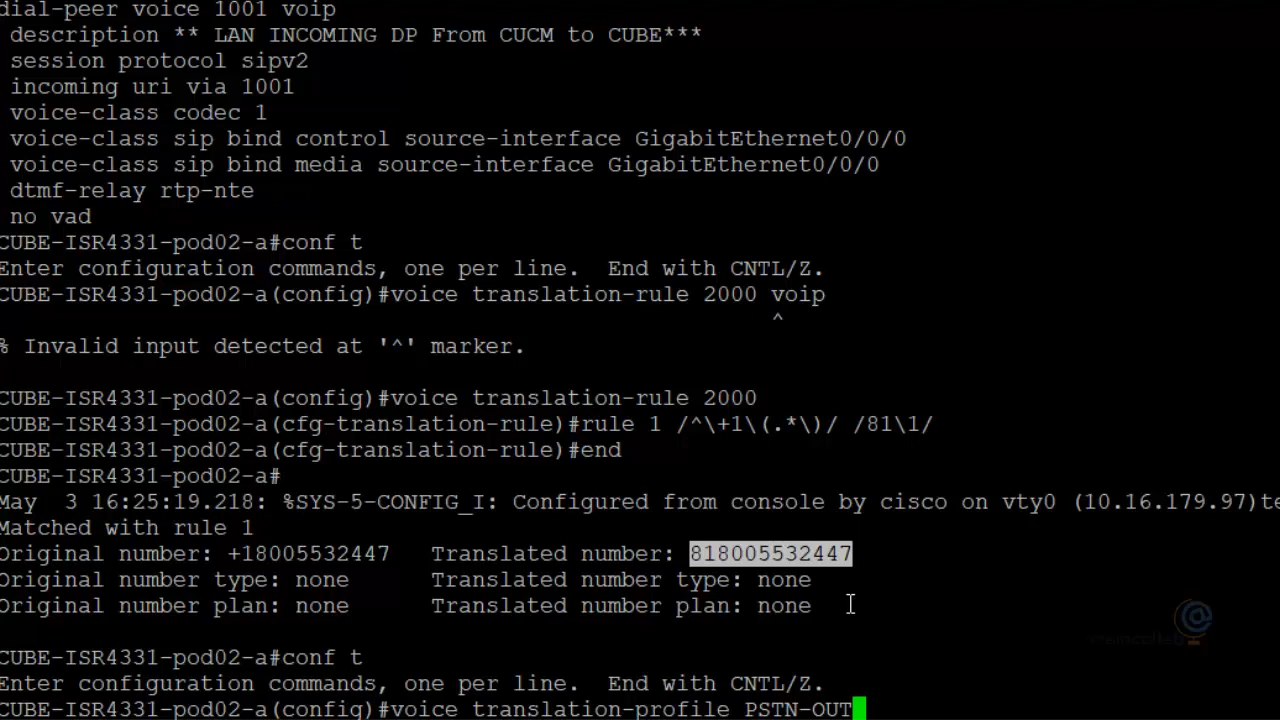 dial-peer voice 1001 voip
description ** LAN INCOMING DP From CUCM to CUBE***
session protocol sipv2
incoming uri via 1001
voice-class codec 1
voice-class sip bind control source-interface GigabitEthernet0/0/0
voice-class sip bind media source-interface GigabitEthernet0/0/0
dtmf-relay rtp-nte
no vad
CUBE-ISR4331-pod02-a#conf t
Enter configuration commands, one per line.  End with CNTL/Z.
CUBE-ISR4331-pod02-a(config)#voice translation-rule 2000 voip
^
% Invalid input detected at '^' marker.
CUBE-ISR4331-pod02-a(config)#voice translation-rule 2000
CUBE-ISR4331-pod02-a(cfg-translation-rule)#rule 1 /^\+1\(.*\)/ /81\1/
CUBE-ISR4331-pod02-a(cfg-translation-rule)#end
CUBE-ISR4331-pod02-a#
May  3 16:25:19.218: %SYS-5-CONFIG_I: Configured from console by cisco on vty0 (10.16.179.97)te
Matched with rule 1
Original number: +18005532447   Translated number: 818005532447
Original number type: none      Translated number type: none
Original number plan: none      Translated number plan: none
CUBE-ISR4331-pod02-a#conf t
Enter configuration commands, one per line.  End with CNTL/Z.
CUBE-ISR4331-pod02-a(config)#voice translation-profile PSTN-OUT